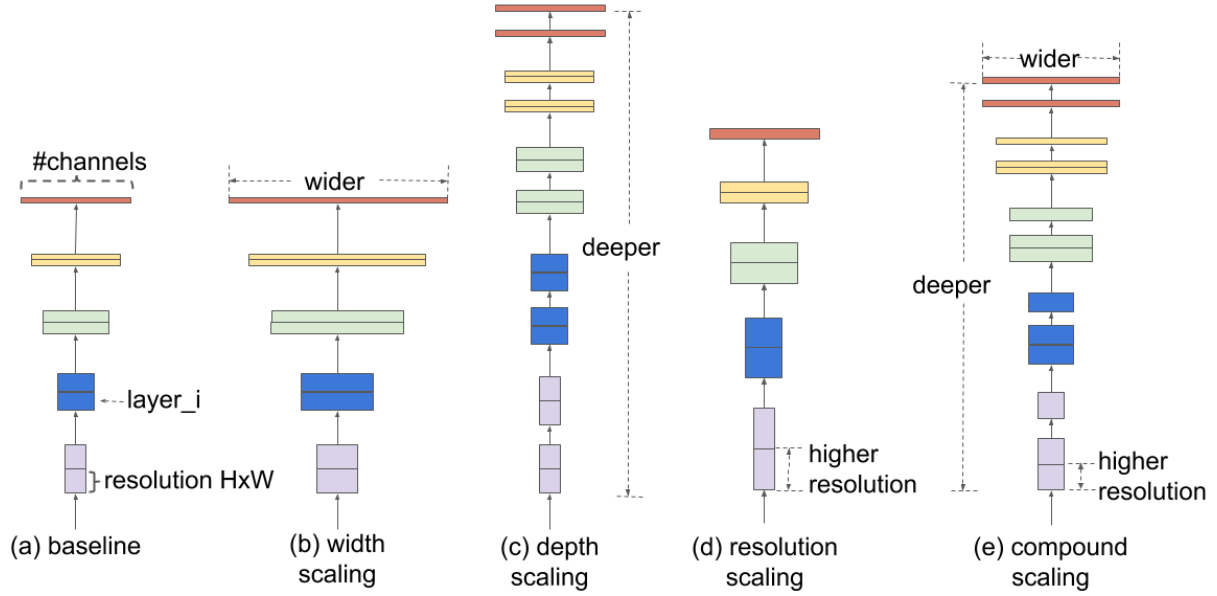 #channels
layer_i
resolution HxW
(a) baseline
wider
(b) width
scaling
deeper
(c) depth
scaling
higher
resolution
(d) resolution
scaling
wider
deeper
higher
resolution
(e) compound
scaling